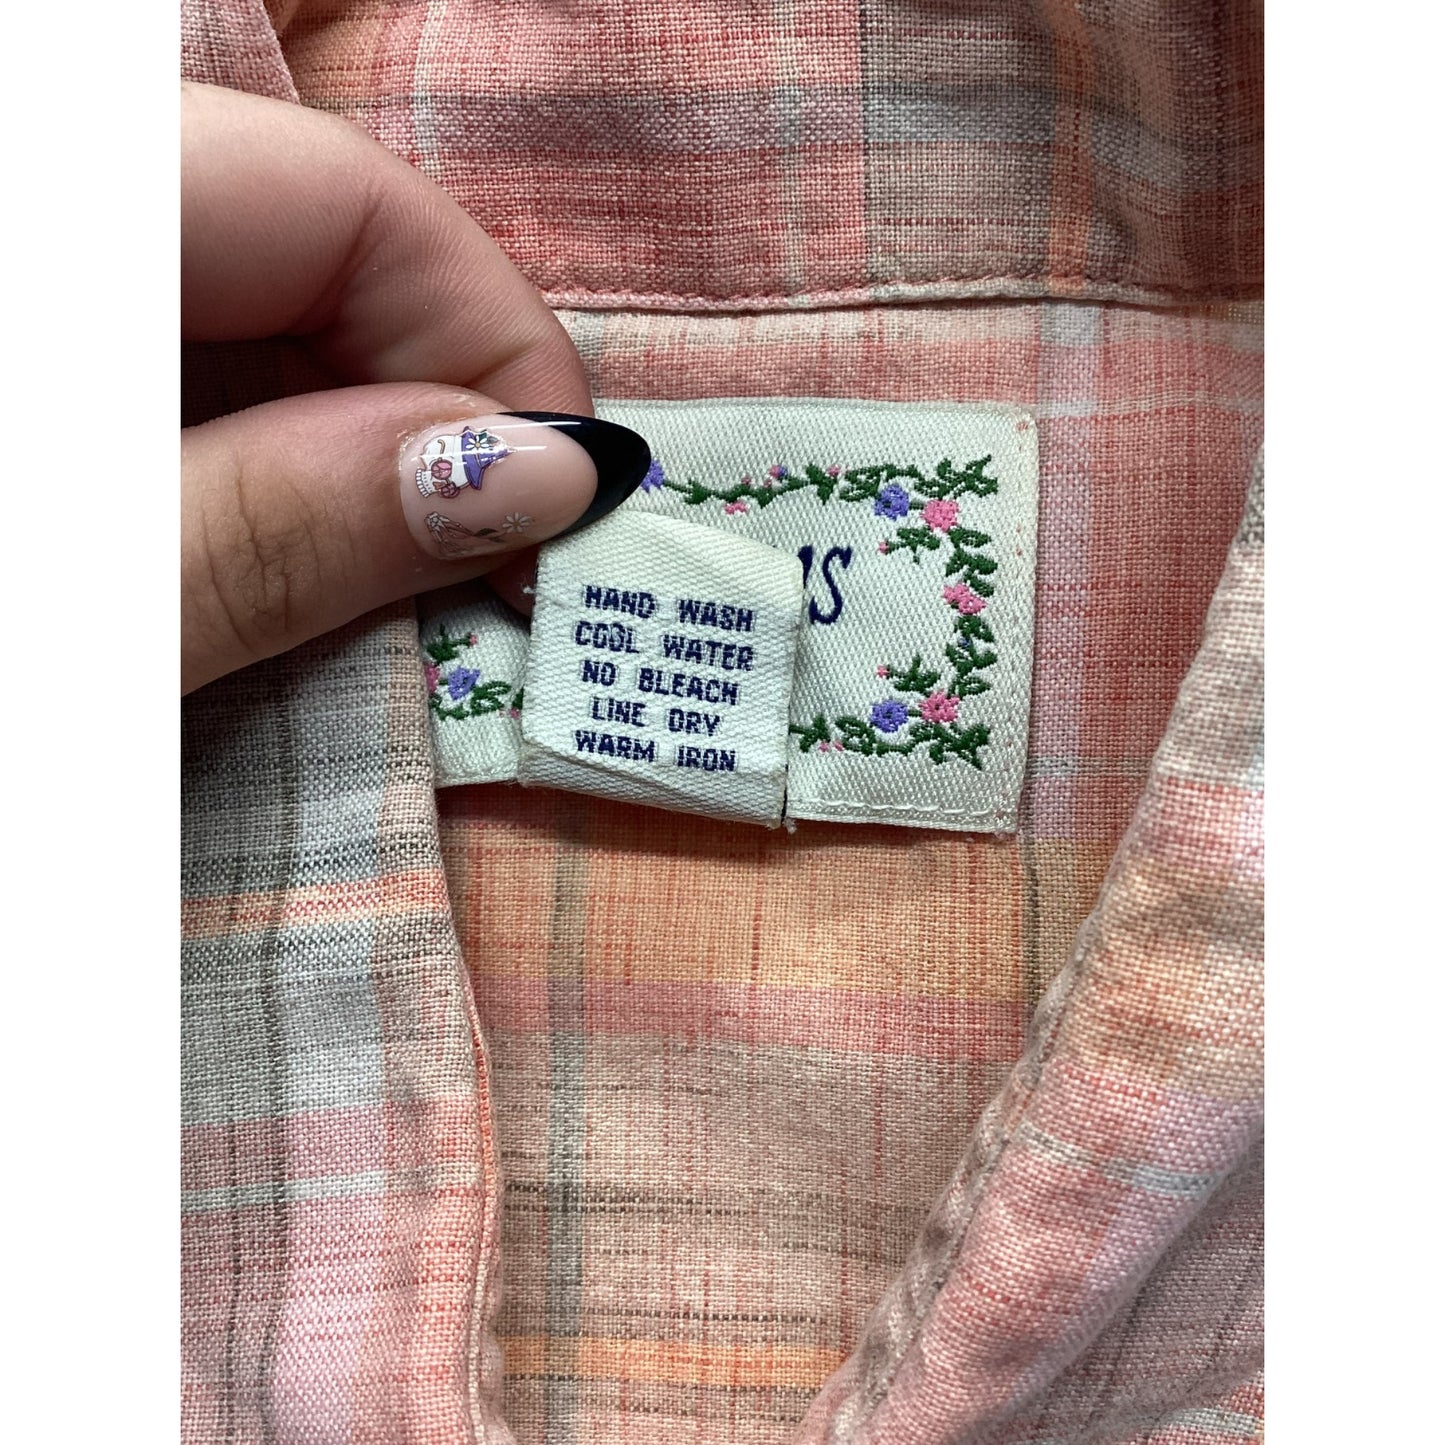 HAND WASH
COOL WATER
NO BLEACH
LINE DRY
WARM IRON